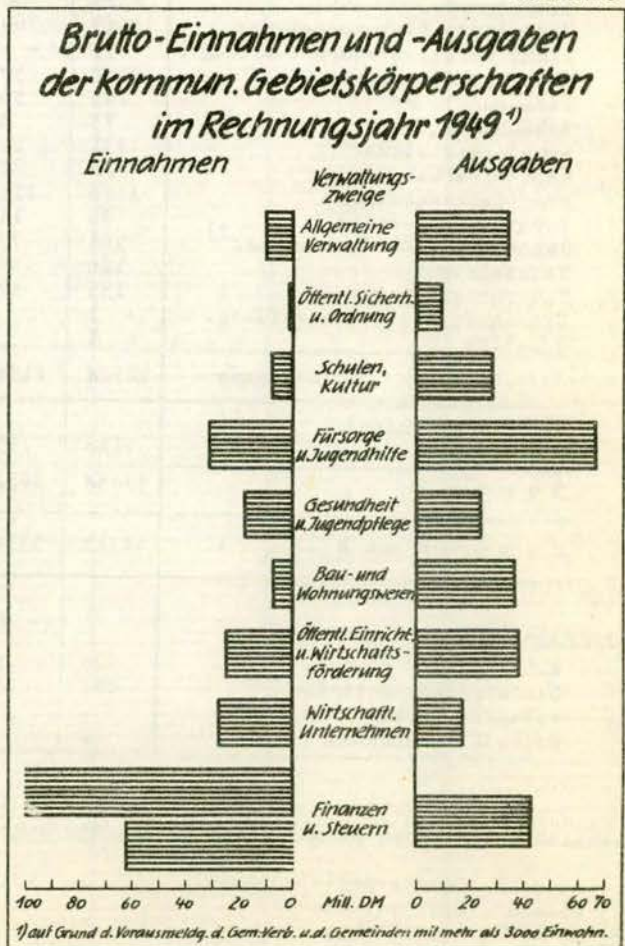 Brutto-Einnahmen und -Ausgaben
der kommun. Gebietskörperschaften
im Rechnungsjahr 1949 1)
Einnahmen
Ausgaben
Verwaltungs-
zweige
Allgemeine
Verwaltung
Öffentl. Sicherh.
u. Ordnung
Schulen,
Kultur
Fürsorge
u. Jugendhilfe
Gesundheit
u. Jugendpflege
Bau- und
Wohnungswesen
Öffentl. Einricht.
u. Wirtschafts-
förderung
Wirtschaftl.
Unternehmen
Finanzen
u. Steuern
100 80 60 40 20 0 Mill. DM 0 20 40 60 70
1) auf Grund d. Vorausmeldg. d. Gem.-Verb. u. d. Gemeinden mit mehr als 3000 Einwohn.